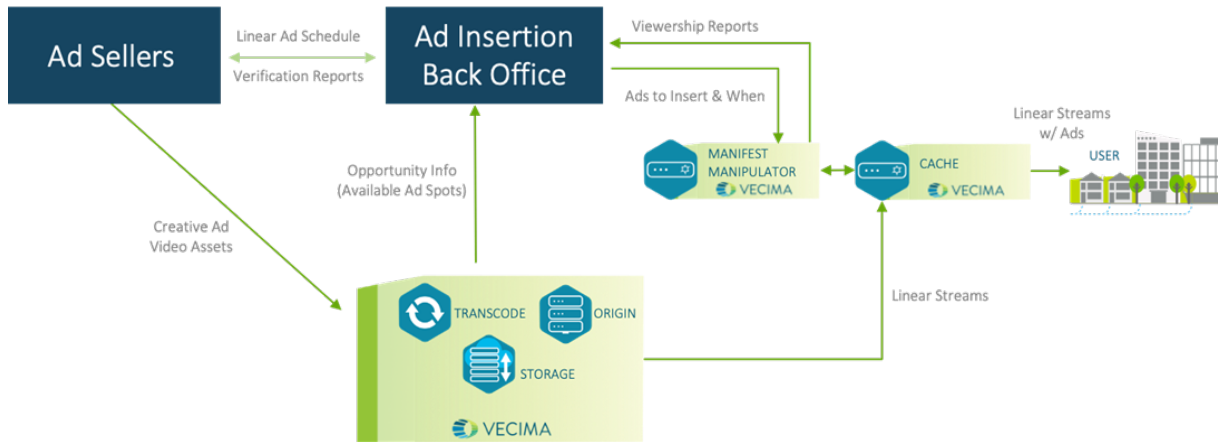 Ad Sellers
Linear Ad Schedule
Verification Reports
Ad Insertion
Back Office
Viewership Reports
Ads to Insert & When
Opportunity Info
(Available Ad Spots)
Creative Ad
Video Assets
MANIFEST
MANIPULATOR
VECIMA
CACHE
VECIMA
Linear Streams
w/ Ads
USER
Linear Streams
TRANSCODE
ORIGIN
STORAGE
VECIMA